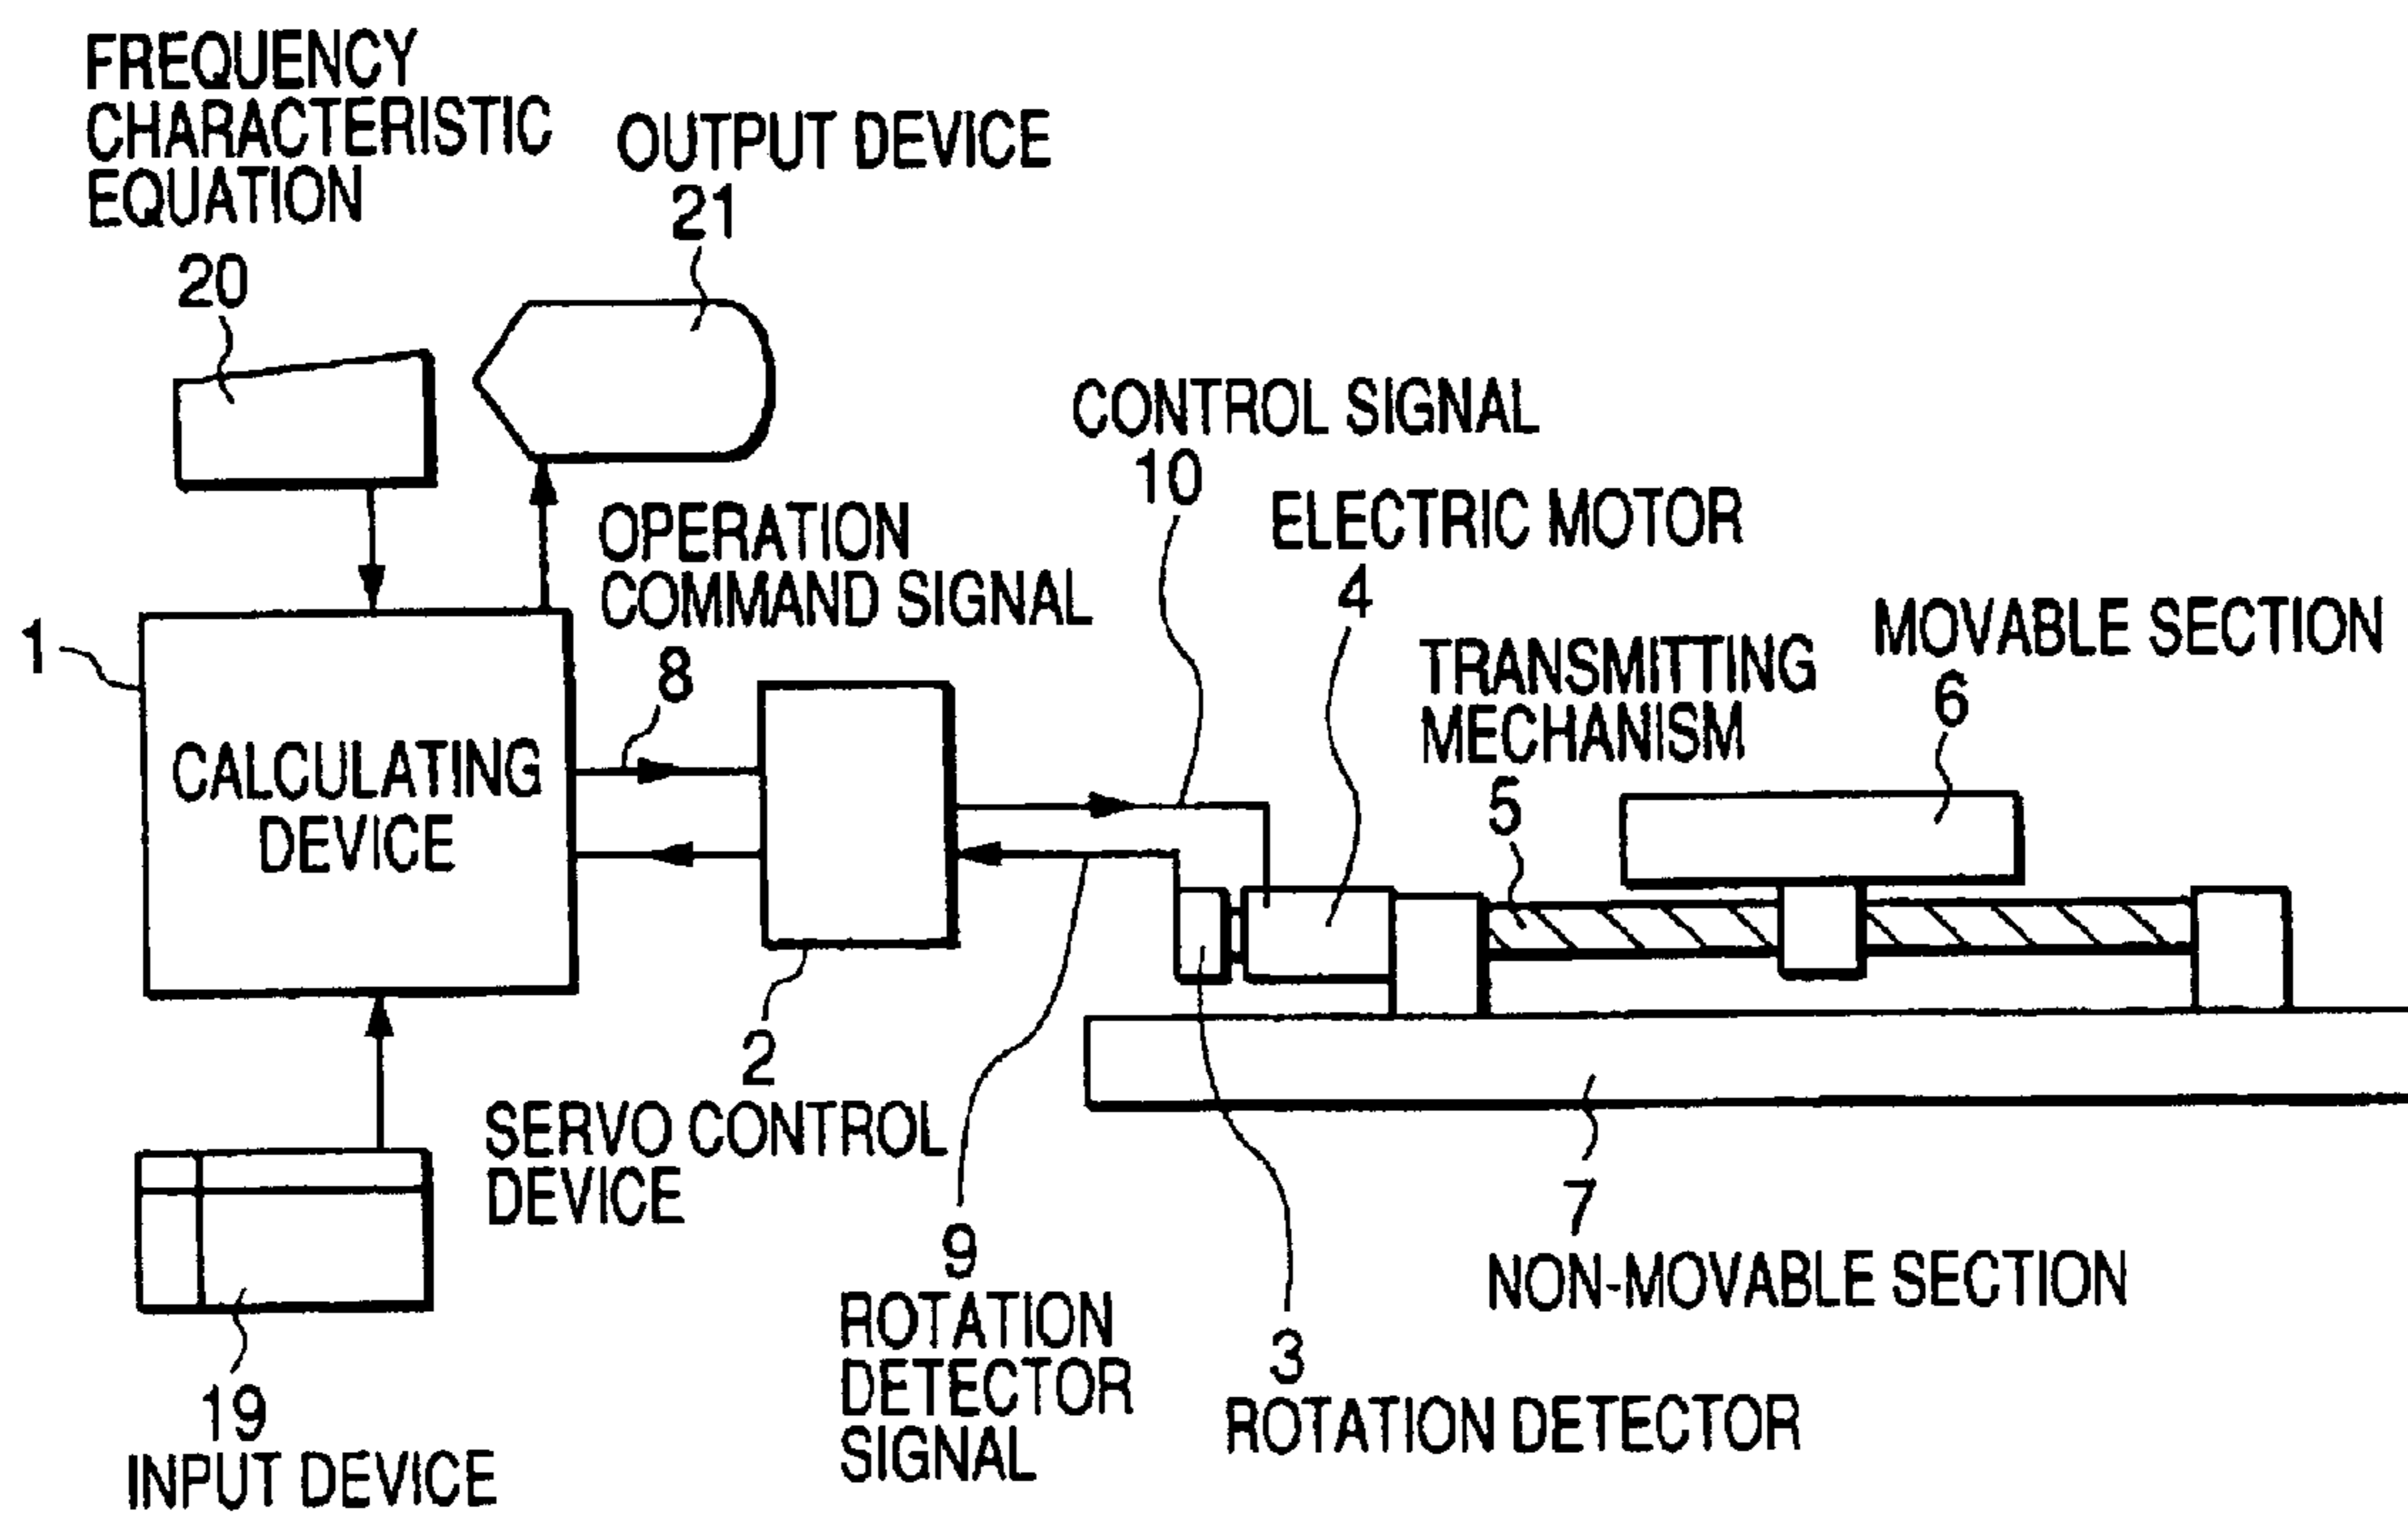 FREQUENCY
CHARACTERISTIC
EQUATION
20
OUTPUT DEVICE
21
CONTROL SIGNAL
10
ELECTRIC MOTOR
4
OPERATION
COMMAND SIGNAL
8
MOVABLE SECTION
6
TRANSMITTING
MECHANISM
5
1
CALCULATING
DEVICE
2
SERVO CONTROL
DEVICE
9
ROTATION
DETECTOR
SIGNAL
7
NON-MOVABLE SECTION
3
ROTATION DETECTOR
19
INPUT DEVICE